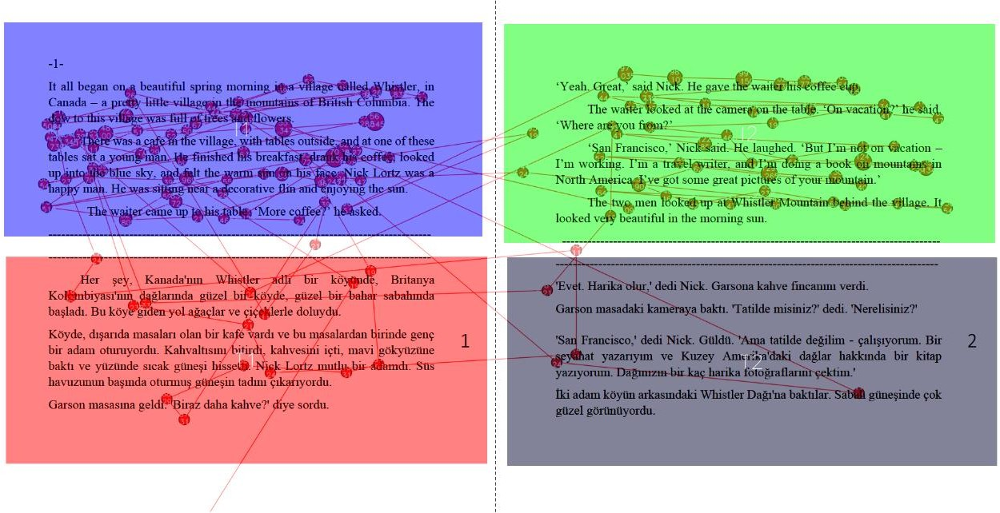 -1-
It all began on a beautiful spring morning in a village called Whistler, in
Canada – a pretty little village in the mountains of British Columbia. The
to this village was full of trees and flowers.
There was a cafe in the village, with tables outside, and at one of these
tables sat a young man. He finished his breakfast, drank his coffee, looked
up into the blue sky, and felt the warm sun on his face. Nick Lortz was a
happy man. He was sitting near a decorative and enjoying the sun.
The waiter came up to his table. ‘More coffee?’ he asked.
Her şey, Kanada'nın Whistler adlı bir köyünde, Britanya
Kolombiyası'nın dağlarında güzel bir köyde, güzel bir bahar sabahında
başladı. Bu köye giden yol ağaçlar ve çiçeklerle doluydu.
Köyde, dışarıda masaları olan bir kafe vardı ve bu masalardan birinde genç
bir adam oturuyordu. Kahvaltısını bitirdi, kahvesini içti, mavi gökyüzüne
baktı ve yüzünde sıcak güneşi hissetti. Nick Lortz mutlu bir adamdı. Süs
havuzunun başında oturmuş güneşin tadını çıkarıyordu.
Garson masasına geldi. 'Biraz daha kahve?' diye sordu.
1
T1
‘Yeah. Great,’ said Nick. He gave the waiter his coffee cup.
The waiter looked at the camera on the table. ‘On vacation?’ he said.
‘Where are you from?’
‘San Francisco,’ Nick said. He laughed. ‘But I’m not on vacation –
I’m working. I’m a travel writer, and I’m doing a book on mountains in
North America. I’ve got some great pictures of your mountain.’
The two men looked up at Whistler Mountain behind the village. It
looked very beautiful in the morning sun.
'Evet. Harika olur,' dedi Nick. Garsona kahve fincanını verdi.
Garson masadaki kameraya baktı. 'Tatilde misiniz?' dedi. 'Nerelisiniz?'
'San Francisco,' dedi Nick. Güldü. 'Ama tatilde değilim - çalışıyorum. Bir
seyahat yazarıyım ve Kuzey Amerika'daki dağlar hakkında bir kitap
yazıyorum. Dağınızın bir kaç harika fotoğraflarını çektim.'
İki adam köyün arkasındaki Whistler Dağı'na baktılar. Sabah güneşinde çok
güzel görünüyordu.
2
T2